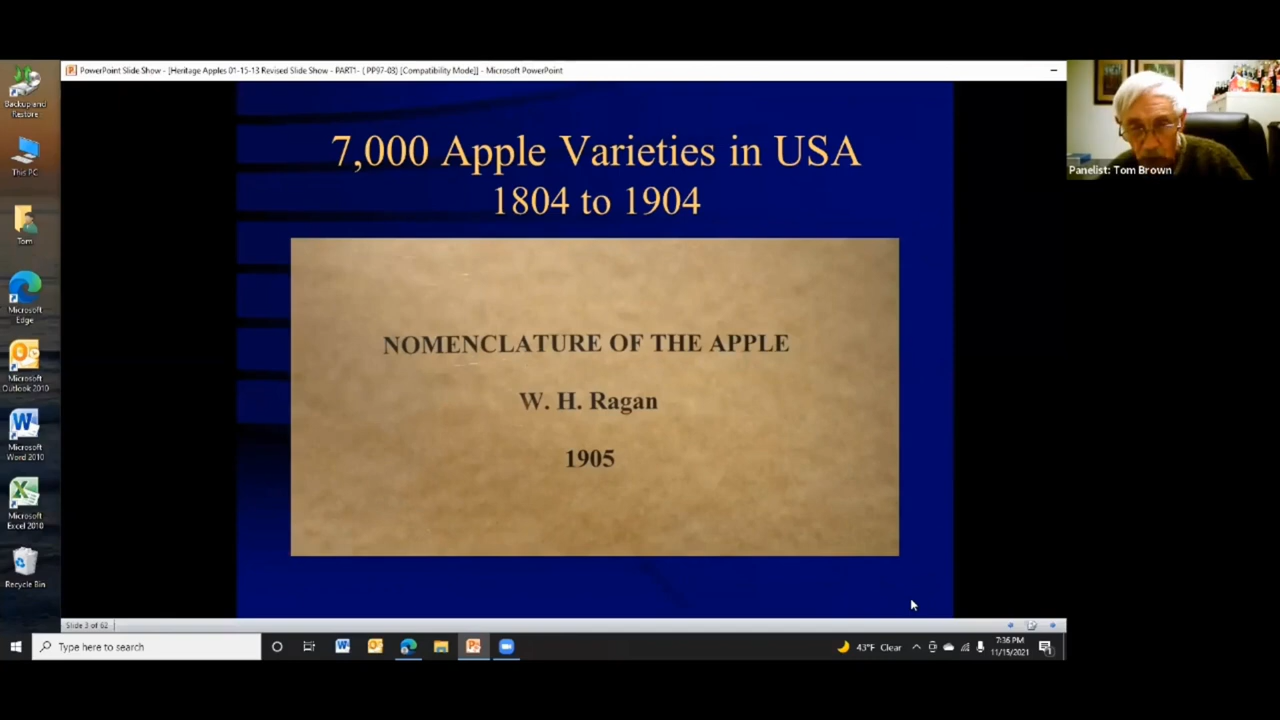 PowerPoint Slide Show - [Heritage Apples 01-15-13 Revised Slide Show - PART1- ( PP97-03) [Compatibility Mode]] - Microsoft PowerPoint
Backup and
Restore
This PC
Tom
Microsoft
Edge
Microsoft
Outlook 2010
Microsoft
Word 2010
Microsoft
Excel 2010
Recycle Bin
7,000 Apple Varieties in USA
1804 to 1904
NOMENCLATURE OF THE APPLE
W. H. Ragan
1905
Panelist: Tom Brown
Slide 3 of 62
Type here to search
43°F Clear
7:36 PM
11/15/2021